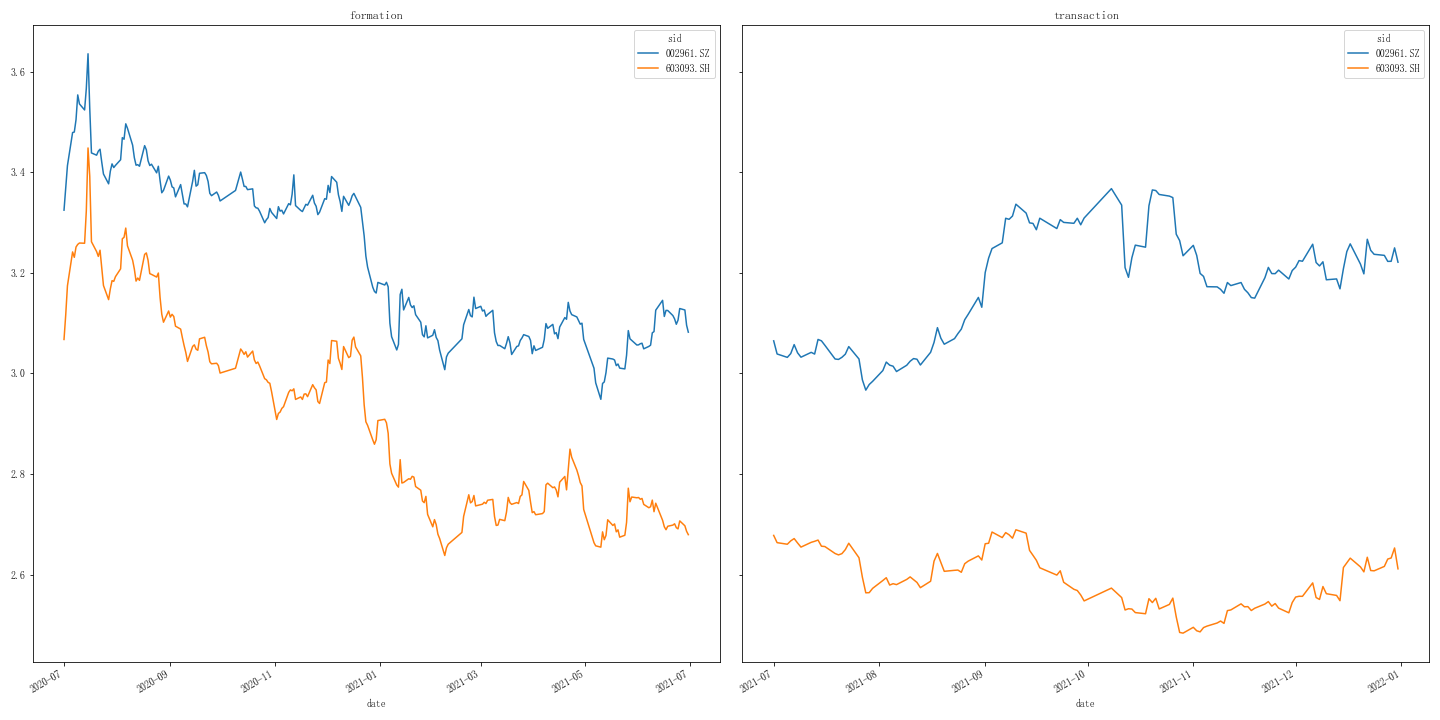 formation
sid
002961.SZ
603093.SH
3.6
3.4
3.2
3.0
2.8
2.6
2020-07
2020-09
2020-11
2021-01
2021-03
2021-05
2021-07
date
transaction
sid
002961.SZ
603093.SH
2021-07
2021-08
2021-09
2021-10
2021-11
2021-12
2022-01
date